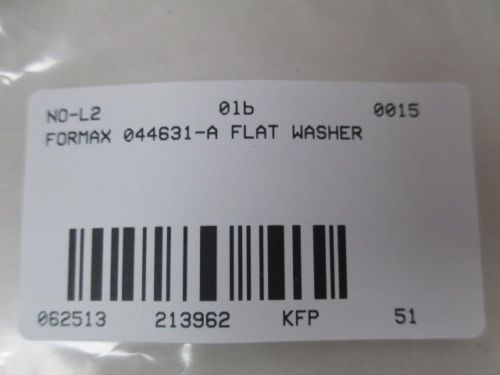 NO-L2 01b 0015
FORMAX 044631-A FLAT WASHER
062513 213962 KFP 51